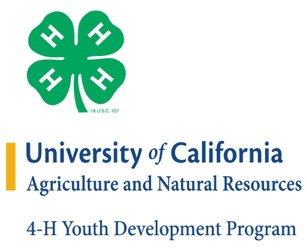 H H
H H
18 U.S.C. 707
University of California
Agriculture and Natural Resources
4-H Youth Development Program